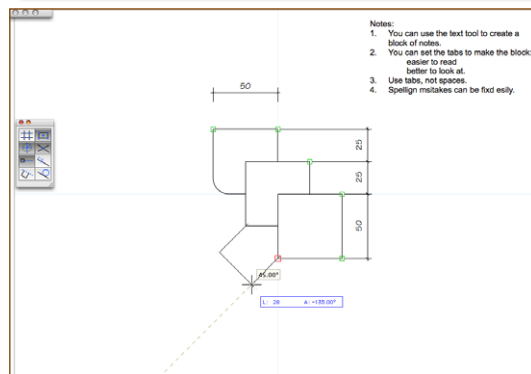 Notes:
1. You can use the text tool to create a
block of notes.
2. You can set the tabs to make the block:
easier to read
better to look at.
3. Use tabs, not spaces.
4. Spellign msitakes can be fixd esily.
50
25
25
50
45.00°
L: 28 A: -135.00°